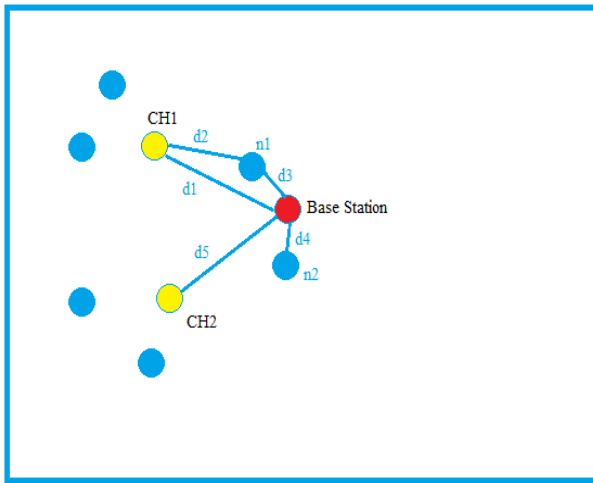 CH1
d2
n1
d3
d1
Base Station
d4
d5
n2
CH2